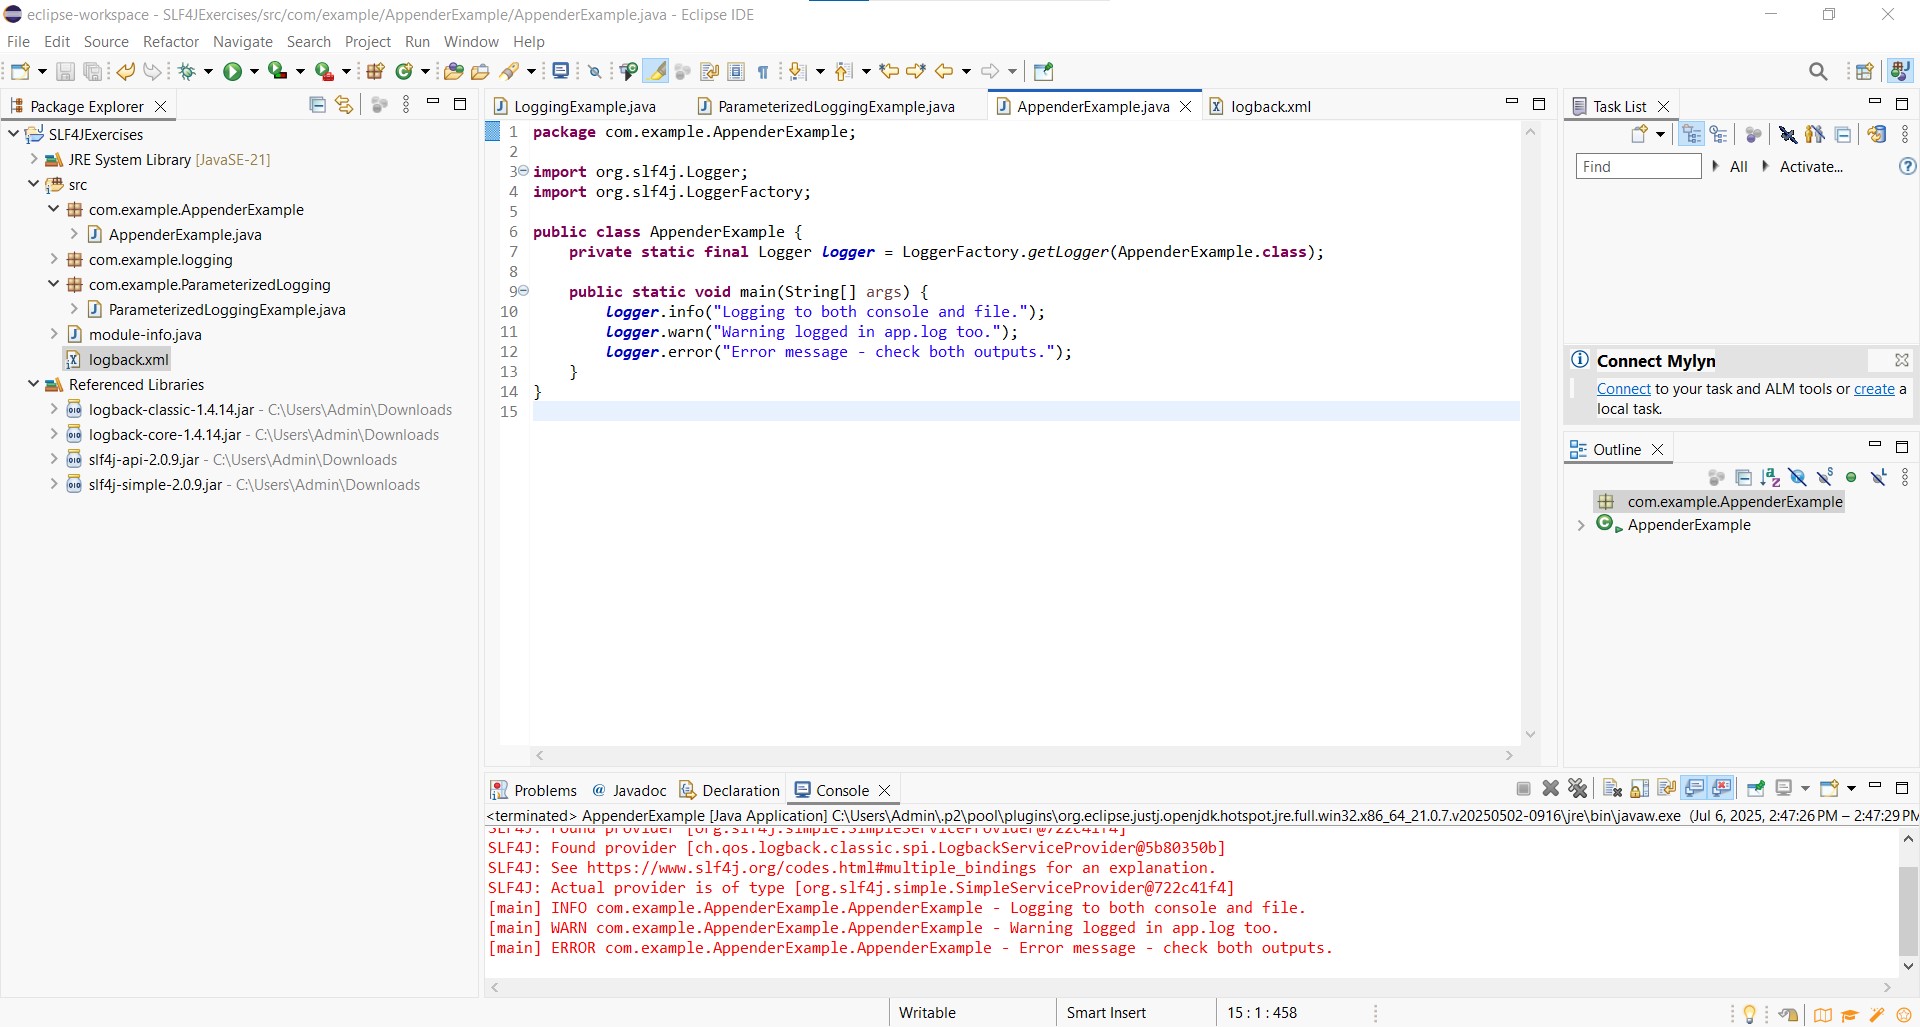 eclipse-workspace - SLF4JExercises/src/com/example/AppenderExample/AppenderExample.java - Eclipse IDE
File Edit Source Refactor Navigate Search Project Run Window Help
Package Explorer
SLF4JExercises
JRE System Library [JavaSE-21]
src
com.example.AppenderExample
AppenderExample.java
com.example.logging
com.example.ParameterizedLogging
ParameterizedLoggingExample.java
module-info.java
logback.xml
Referenced Libraries
logback-classic-1.4.14.jar - C:\Users\Admin\Downloads
logback-core-1.4.14.jar - C:\Users\Admin\Downloads
slf4j-api-2.0.9.jar - C:\Users\Admin\Downloads
slf4j-simple-2.0.9.jar - C:\Users\Admin\Downloads
LoggingExample.java ParameterizedLoggingExample.java AppenderExample.java logback.xml
1 package com.example.AppenderExample;
2
3 import org.slf4j.Logger;
4 import org.slf4j.LoggerFactory;
5
6 public class AppenderExample {
7     private static final Logger logger = LoggerFactory.getLogger(AppenderExample.class);
8
9     public static void main(String[] args) {
10         logger.info("Logging to both console and file.");
11         logger.warn("Warning logged in app.log too.");
12         logger.error("Error message - check both outputs.");
13     }
14 }
15
Task List
Find All Activate...
Connect Mylyn
Connect to your task and ALM tools or create a
local task.
Outline
com.example.AppenderExample
AppenderExample
Problems Javadoc Declaration Console
<terminated> AppenderExample [Java Application] C:\Users\Admin\.p2\pool\plugins\org.eclipse.justj.openjdk.hotspot.jre.full.win32.x86_64_21.0.7.v20250502-0916\jre\bin\javaw.exe (Jul 6, 2025, 2:47:26 PM – 2:47:29 PM
SLF4J: Found provider [org.slf4j.simple.SimpleServiceProvider@722c41f4]
SLF4J: Found provider [ch.qos.logback.classic.spi.LogbackServiceProvider@5b80350b]
SLF4J: See https://www.slf4j.org/codes.html#multiple_bindings for an explanation.
SLF4J: Actual provider is of type [org.slf4j.simple.SimpleServiceProvider@722c41f4]
[main] INFO com.example.AppenderExample.AppenderExample - Logging to both console and file.
[main] WARN com.example.AppenderExample.AppenderExample - Warning logged in app.log too.
[main] ERROR com.example.AppenderExample.AppenderExample - Error message - check both outputs.
Writable Smart Insert 15 : 1 : 458